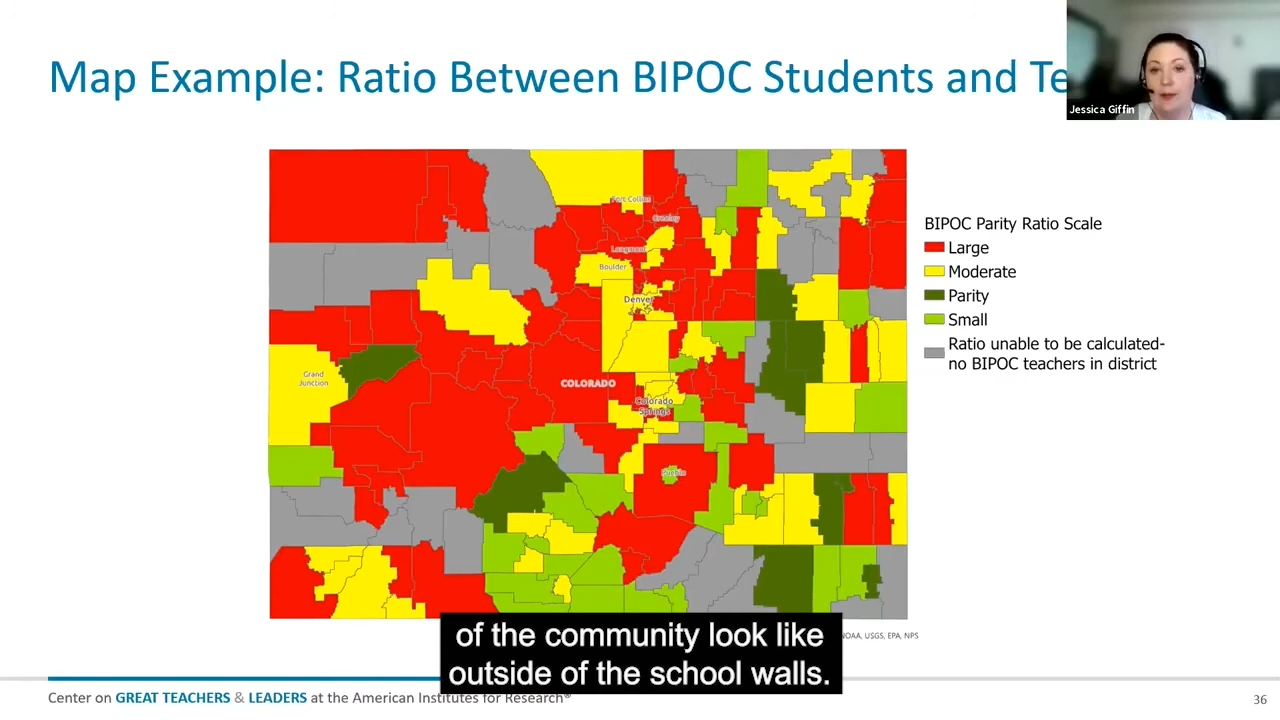 Map Example: Ratio Between BIPOC Students and Te
Jessica Giffin
Fort Collins
Greeley
Longmont
Boulder
Denver
Grand
Junction
COLORADO
Colorado
Springs
Pueblo
BIPOC Parity Ratio Scale
Large
Moderate
Parity
Small
Ratio unable to be calculated-
no BIPOC teachers in district
NOAA, USGS, EPA, NPS
of the community look like
outside of the school walls.
Center on GREAT TEACHERS & LEADERS at the American Institutes for Research®
36